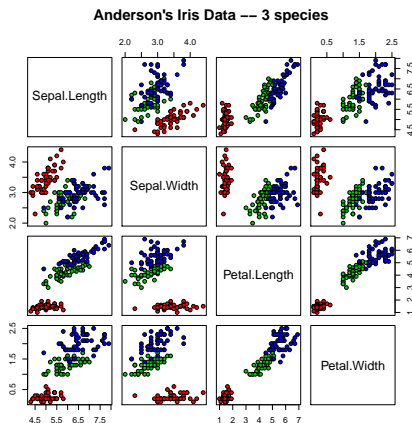 Anderson's Iris Data −− 3 species
2.0 3.0 4.0
0.5 1.5 2.5
Sepal.Length
4.5 5.5 6.5 7.5
2.0 3.0 4.0
Sepal.Width
Petal.Length
1 2 3 4 5 6 7
0.5 1.5 2.5
Petal.Width
4.5 5.5 6.5 7.5
1 2 3 4 5 6 7